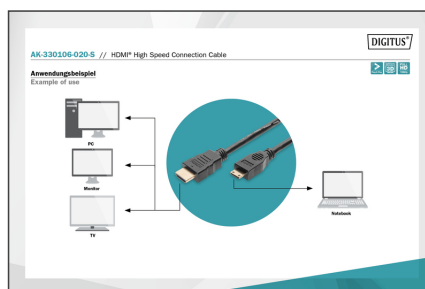 DIGITUS®
AK-330106-020-S // HDMI® High Speed Connection Cable
Anwendungsbeispiel
Example of use
PC
Monitor
TV
Notebook